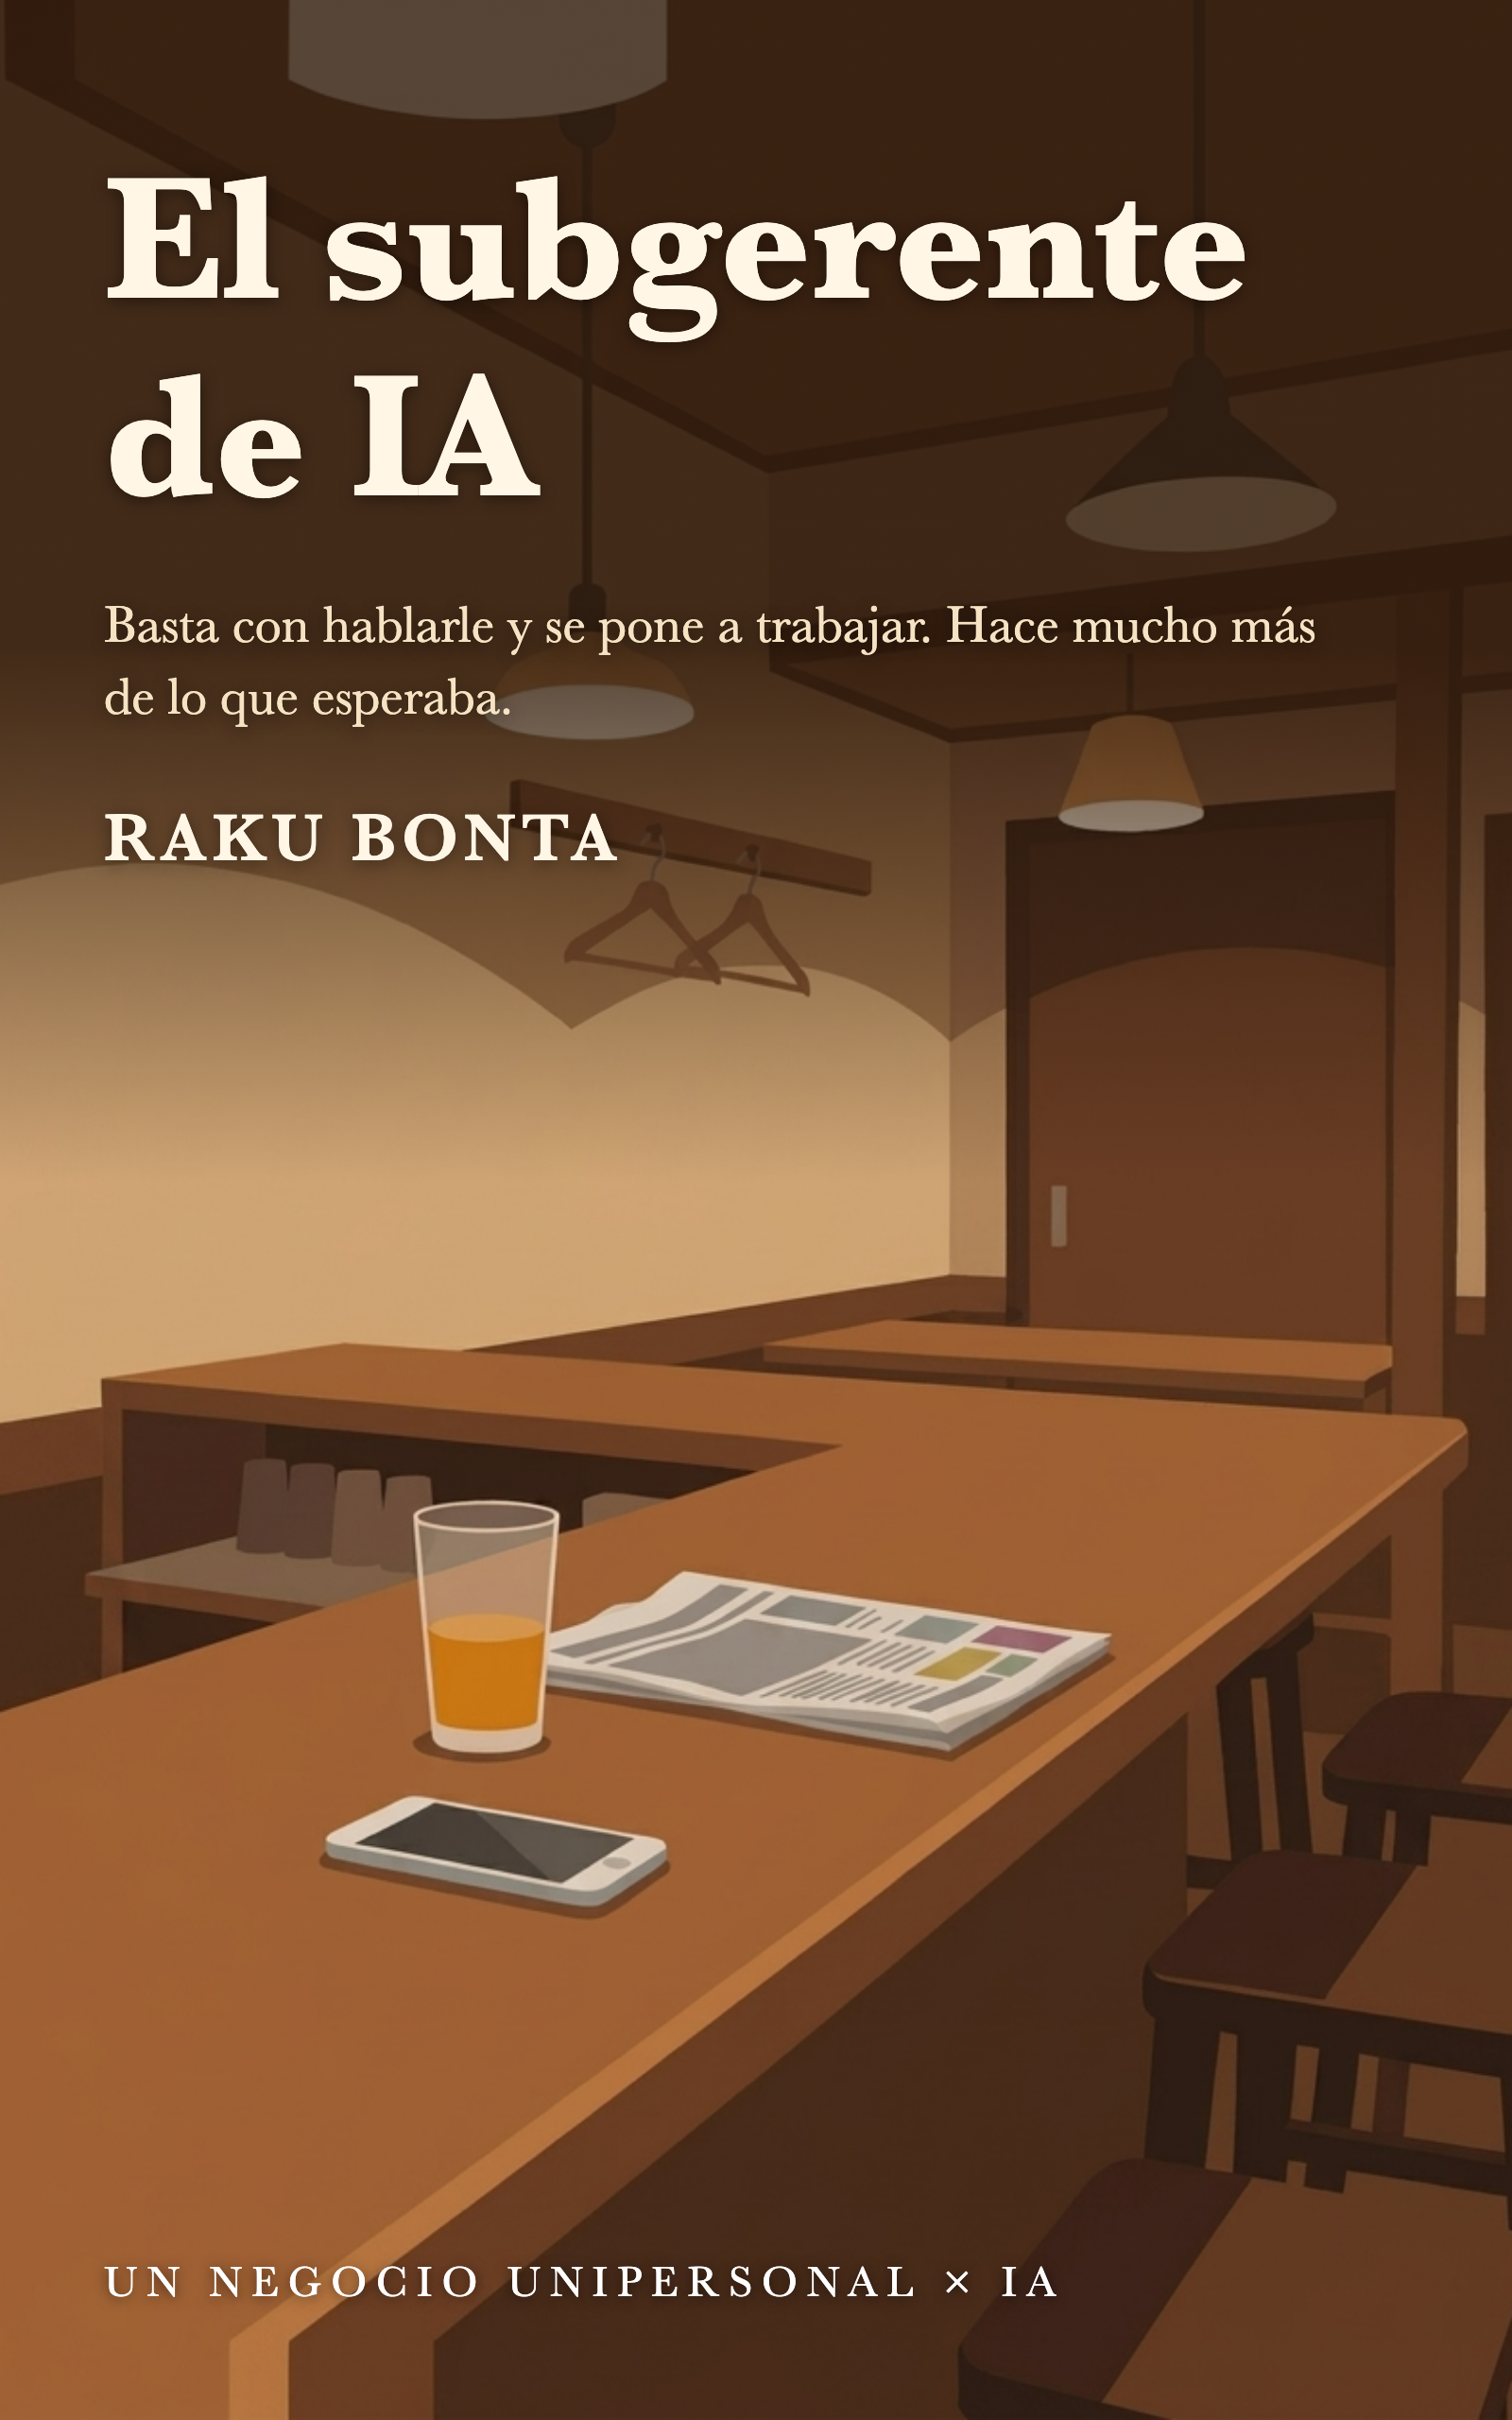 El subgerente
de IA
Basta con hablarle y se pone a trabajar. Hace mucho más
de lo que esperaba.
RAKU BONTA
UN NEGOCIO UNIPERSONAL × IA